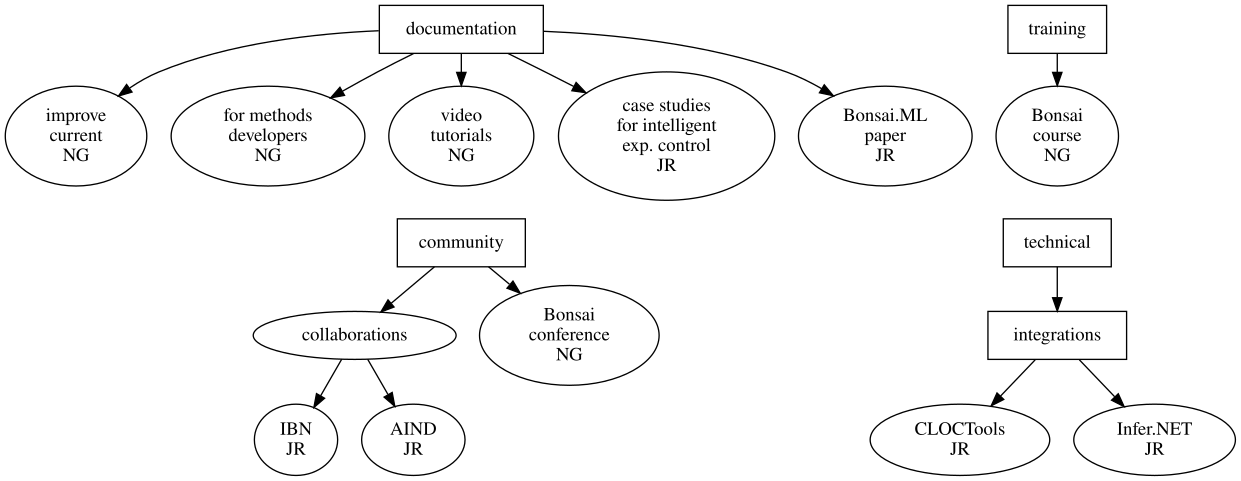 documentation
training
improve
current
NG
for methods
developers
NG
video
tutorials
NG
case studies
for intelligent
exp. control
JR
Bonsai.ML
paper
JR
Bonsai
course
NG
community
technical
collaborations
Bonsai
conference
NG
integrations
IBN
JR
AIND
JR
CLOCTools
JR
Infer.NET
JR